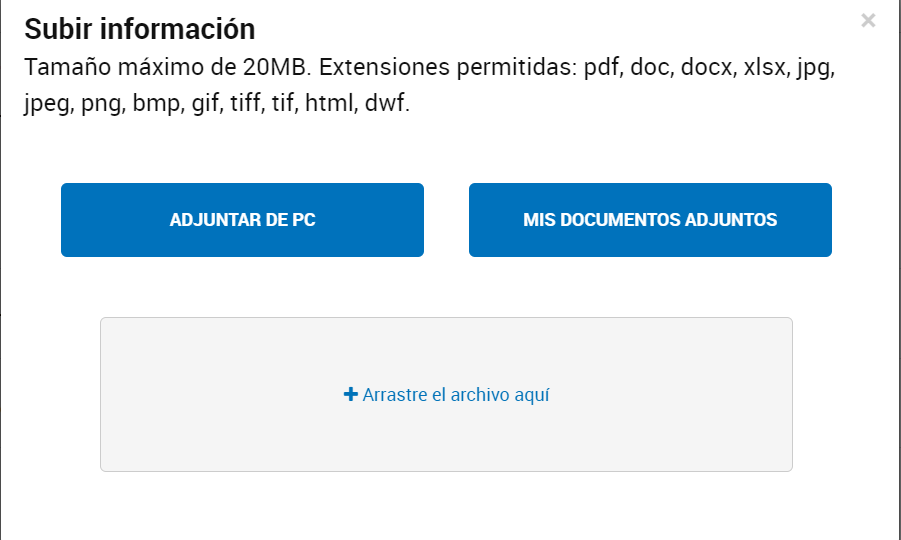 Subir información
×
Tamaño máximo de 20MB. Extensiones permitidas: pdf, doc, docx, xlsx, jpg,
jpeg, png, bmp, gif, tiff, tif, html, dwf.
ADJUNTAR DE PC
MIS DOCUMENTOS ADJUNTOS
+ Arrastre el archivo aquí